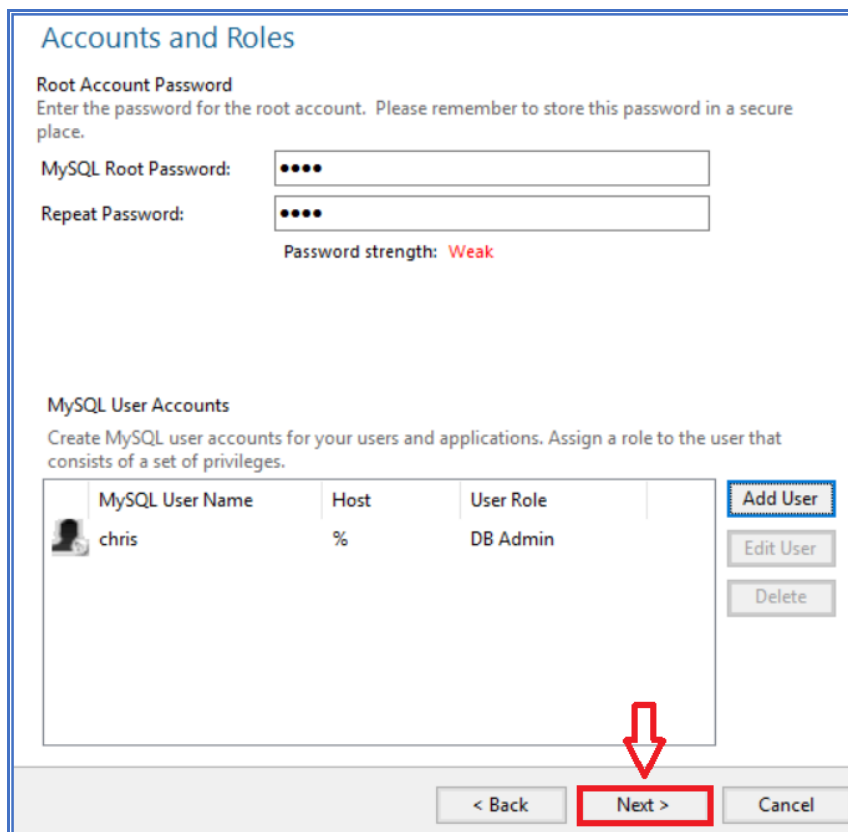 Accounts and Roles
Root Account Password
Enter the password for the root account.  Please remember to store this password in a secure
place.
MySQL Root Password: ••••
Repeat Password: ••••
Password strength: Weak
MySQL User Accounts
Create MySQL user accounts for your users and applications. Assign a role to the user that
consists of a set of privileges.
MySQL User Name Host User Role
chris % DB Admin
Add User
Edit User
Delete
< Back Next > Cancel